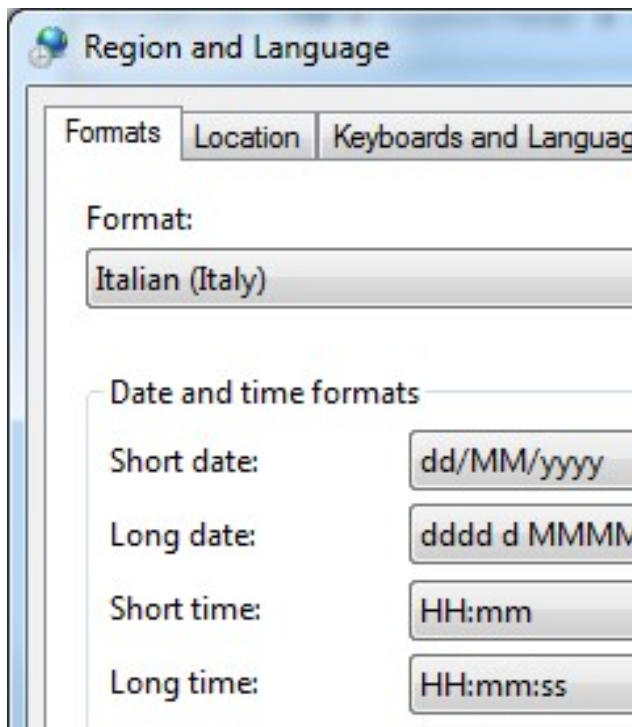 Region and Language
Formats Location Keyboards and Languag
Format:
Italian (Italy)
Date and time formats
Short date: dd/MM/yyyy
Long date: dddd d MMMM
Short time: HH:mm
Long time: HH:mm:ss